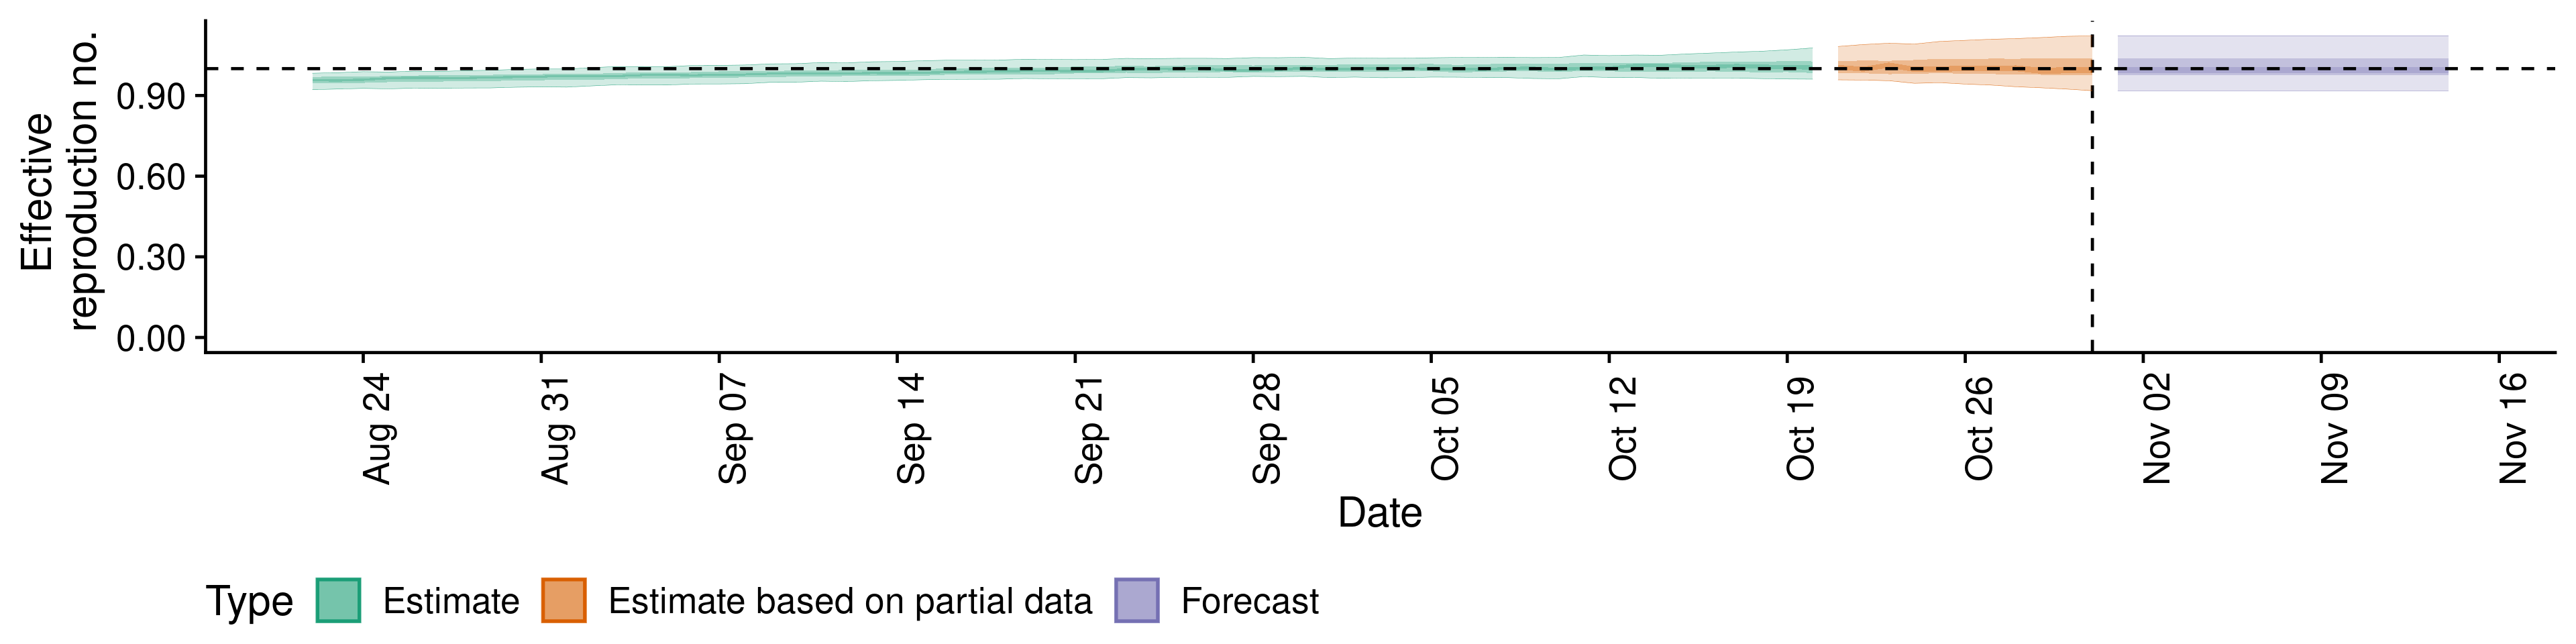 Effective
reproduction no.
0.90
0.60
0.30
0.00
Aug 24
Aug 31
Sep 07
Sep 14
Sep 21
Sep 28
Oct 05
Oct 12
Oct 19
Oct 26
Nov 02
Nov 09
Nov 16
Date
Type Estimate Estimate based on partial data Forecast